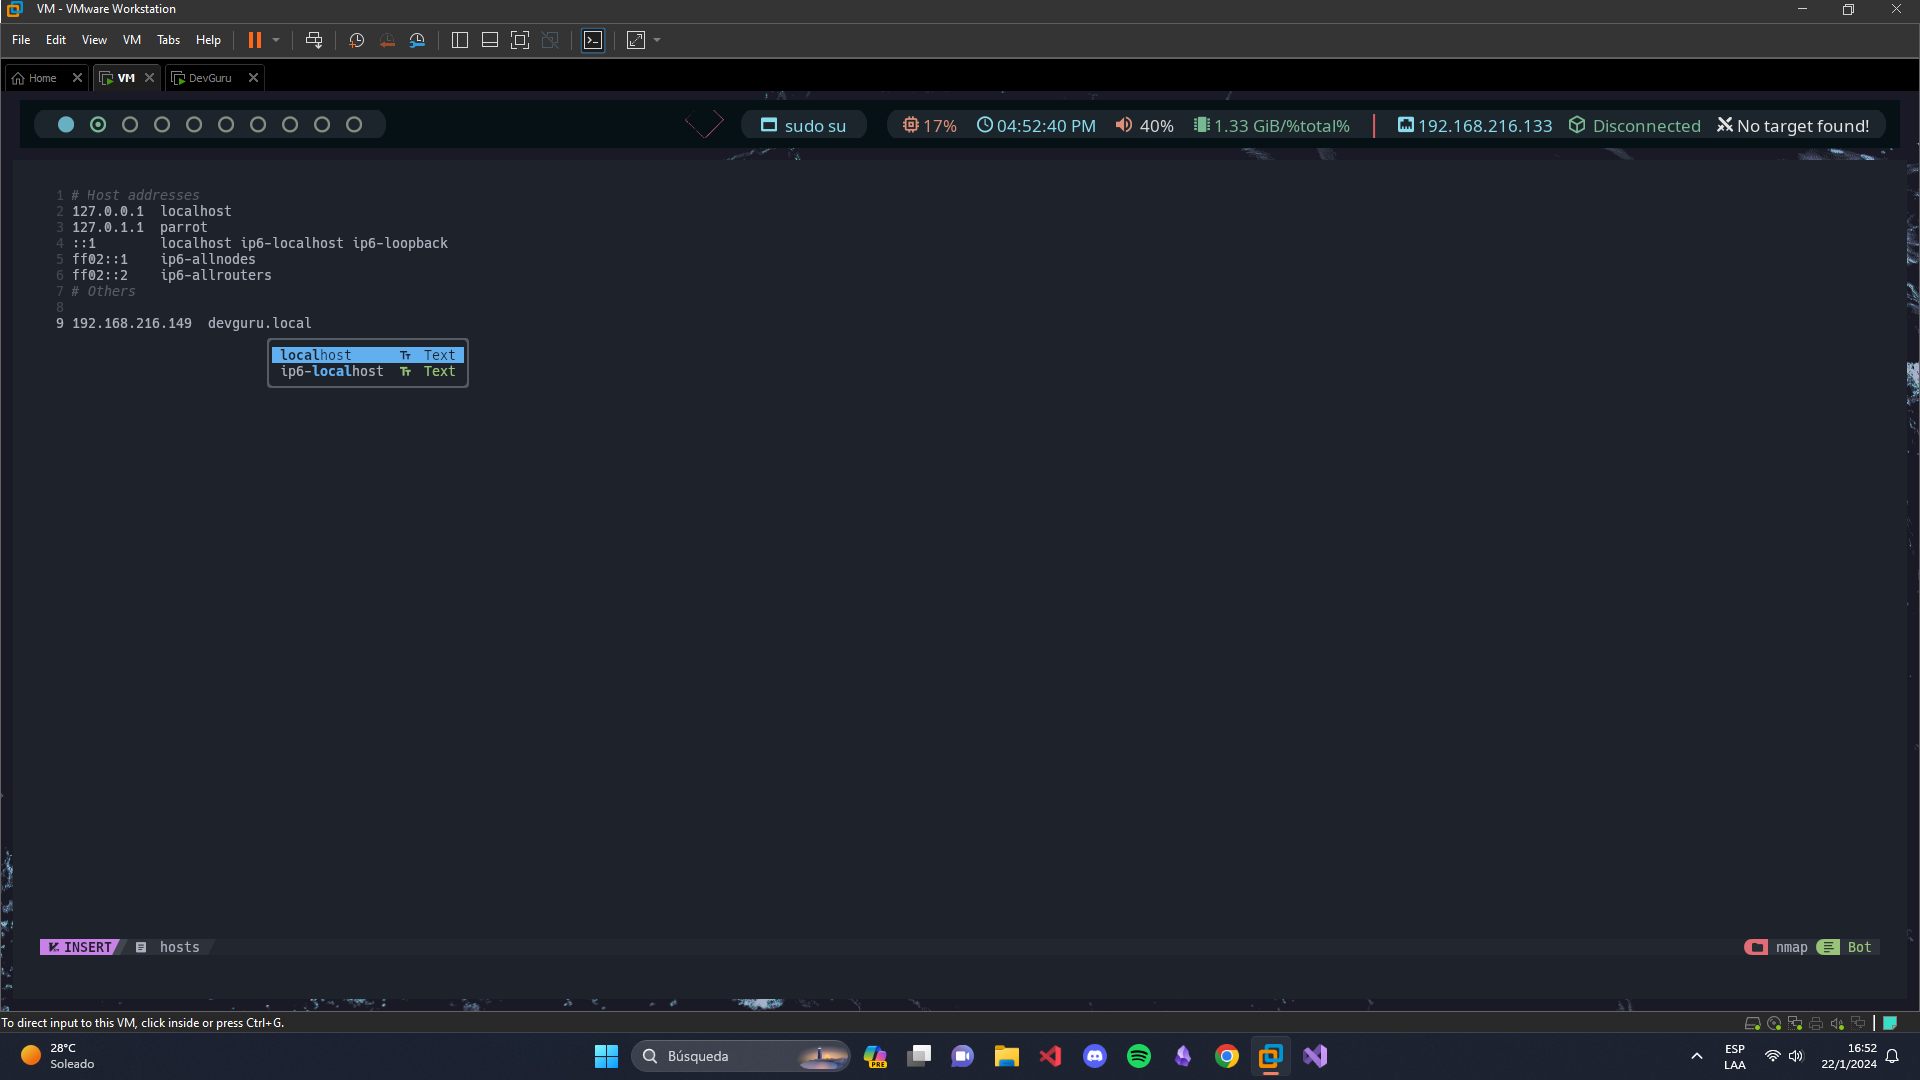 VM - VMware Workstation
File Edit View VM Tabs Help
Home VM DevGuru
sudo su 17% 04:52:40 PM 40% 1.33 GiB/%total% 192.168.216.133 Disconnected No target found!
1 # Host addresses
2 127.0.0.1 localhost
3 127.0.1.1 parrot
4 ::1 localhost ip6-localhost ip6-loopback
5 ff02::1 ip6-allnodes
6 ff02::2 ip6-allrouters
7 # Others
8
9 192.168.216.149 devguru.local
localhost Text
ip6-localhost Text
INSERT hosts nmap Bot
To direct input to this VM, click inside or press Ctrl+G.
28°C
Soleado
Búsqueda
PRE
ESP
LAA
16:52
22/1/2024